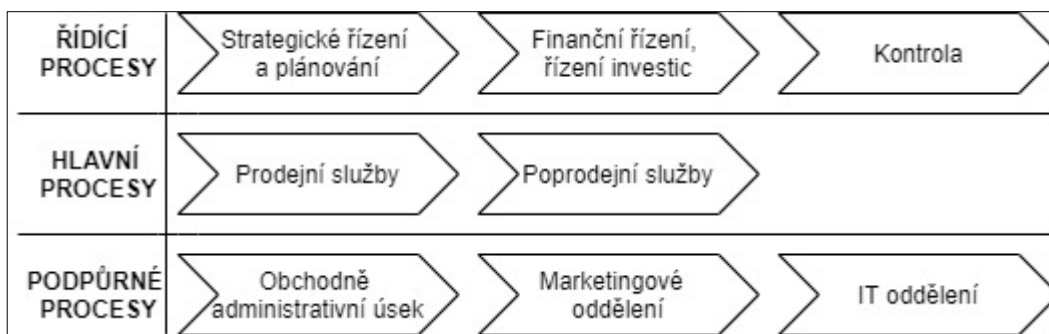 ŘÍDÍCÍ
PROCESY
Strategické řízení
a plánování
Finanční řízení,
řízení investic
Kontrola
HLAVNÍ
PROCESY
Prodejní služby
Poprodejní služby
PODPŮRNÉ
PROCESY
Obchodně
administrativní úsek
Marketingové
oddělení
IT oddělení